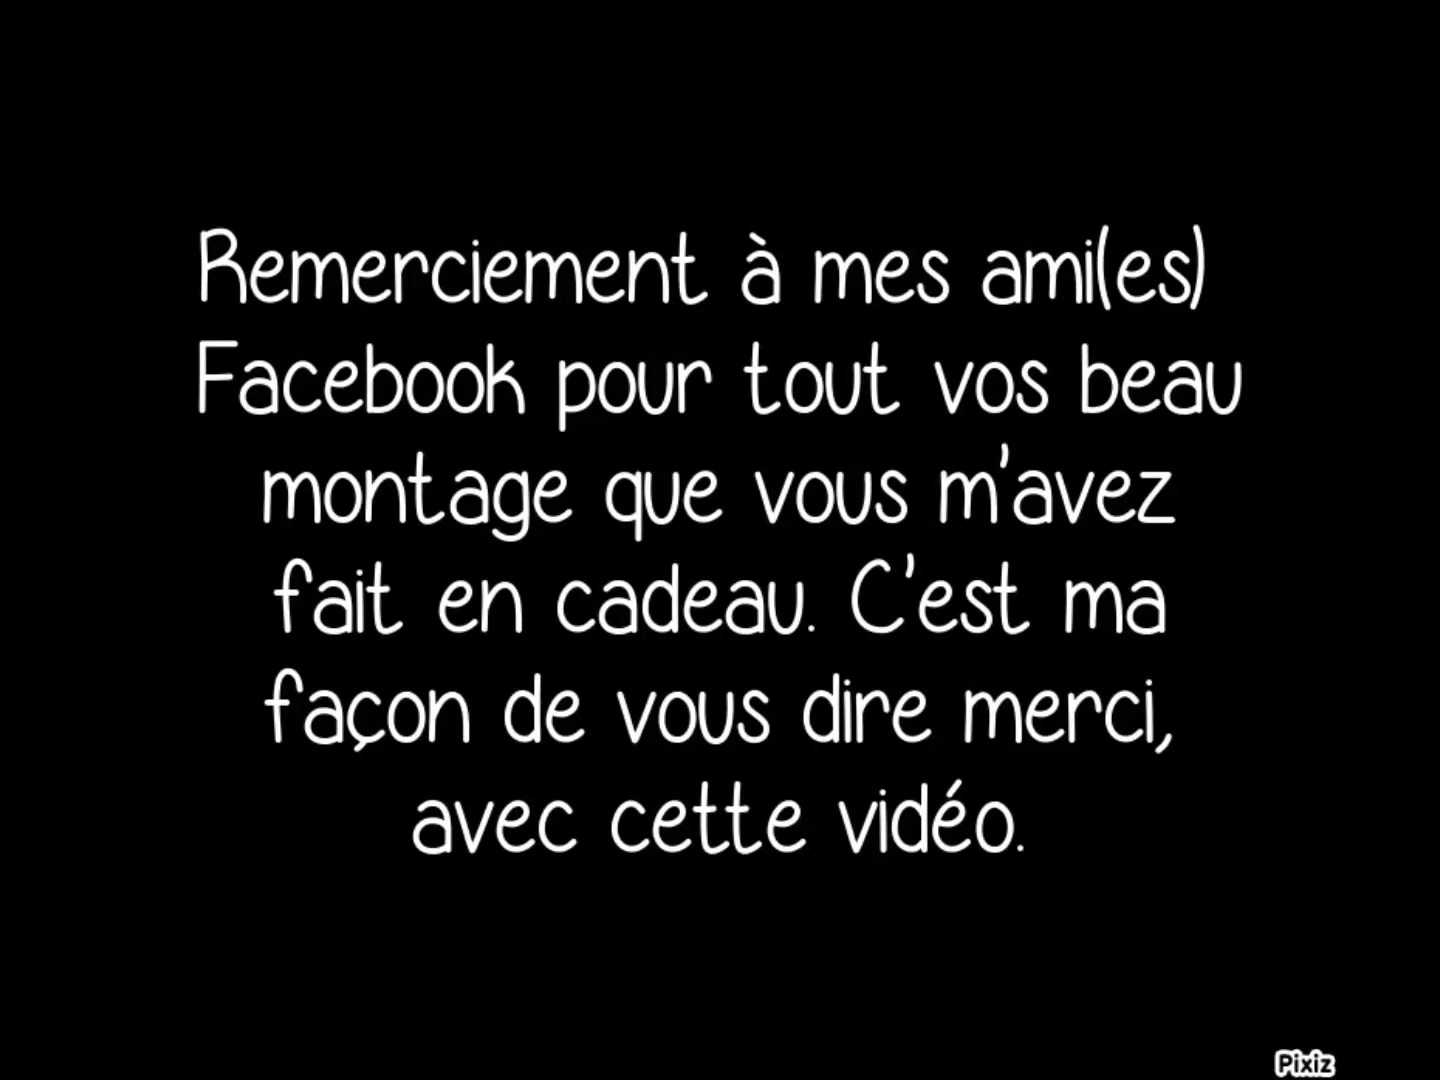 Remerciement à mes ami(es)
Facebook pour tout vos beau
montage que vous m'avez
fait en cadeau. C'est ma
façon de vous dire merci,
avec cette vidéo.
Pixiz